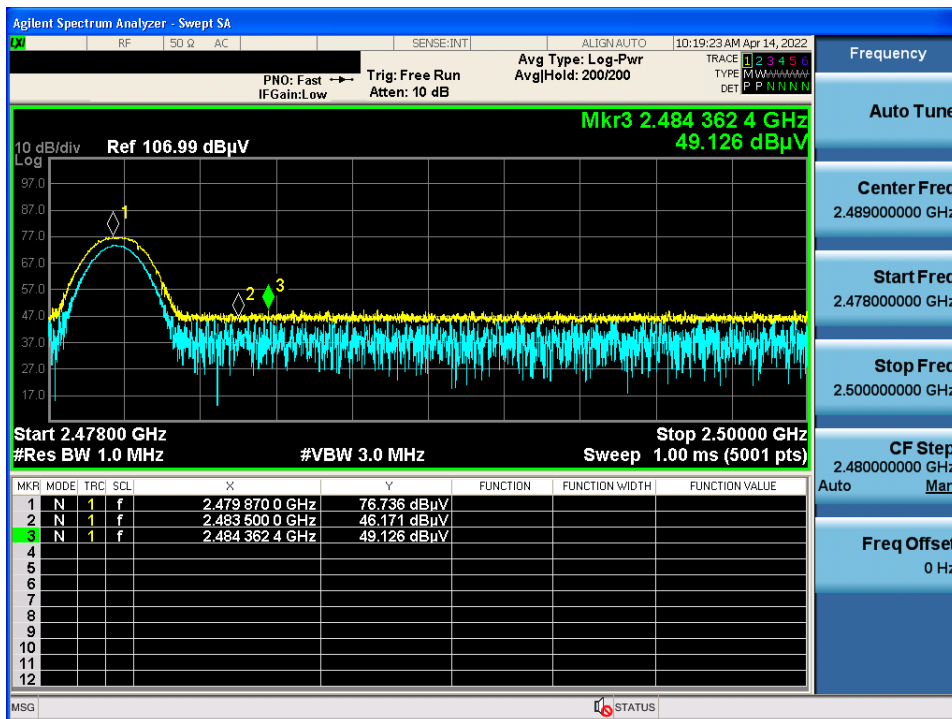 Agilent Spectrum Analyzer - Swept SA
LXI RF 50 Ω AC SENSE:INT ALIGN AUTO 10:19:23 AM Apr 14, 2022
PNO: Fast Trig: Free Run Avg Type: Log-Pwr TRACE 1 2 3 4 5 6
IFGain:Low Atten: 10 dB Avg|Hold: 200/200 TYPE M W
DET P P N N N N
Mkr3 2.484 362 4 GHz
49.126 dBµV
10 dB/div Ref 106.99 dBµV
Log
97.0
87.0
77.0
67.0
57.0
47.0
37.0
27.0
17.0
1
2
3
Start 2.47800 GHz Stop 2.50000 GHz
#Res BW 1.0 MHz #VBW 3.0 MHz Sweep 1.00 ms (5001 pts)
MKR MODE TRC SCL X Y FUNCTION FUNCTION WIDTH FUNCTION VALUE
1 N 1 f 2.479 870 0 GHz 76.736 dBµV
2 N 1 f 2.483 500 0 GHz 46.171 dBµV
3 N 1 f 2.484 362 4 GHz 49.126 dBµV
4
5
6
7
8
9
10
11
12
MSG STATUS
Frequency
Auto Tune
Center Freq
2.489000000 GHz
Start Freq
2.478000000 GHz
Stop Freq
2.500000000 GHz
CF Step
2.480000000 GHz
Auto Man
Freq Offset
0 Hz